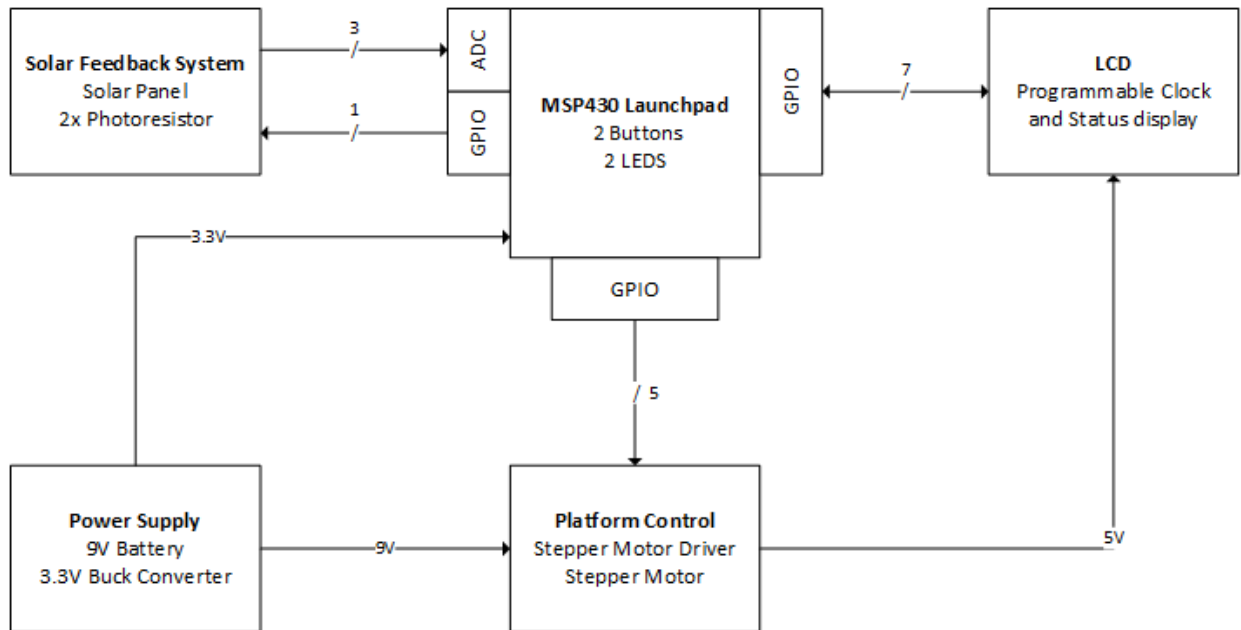 Solar Feedback System
Solar Panel
2x Photoresistor
3
1
ADC
GPIO
MSP430 Launchpad
2 Buttons
2 LEDS
GPIO
7
LCD
Programmable Clock
and Status display
3.3V
GPIO
5
Power Supply
9V Battery
3.3V Buck Converter
9V
Platform Control
Stepper Motor Driver
Stepper Motor
5V